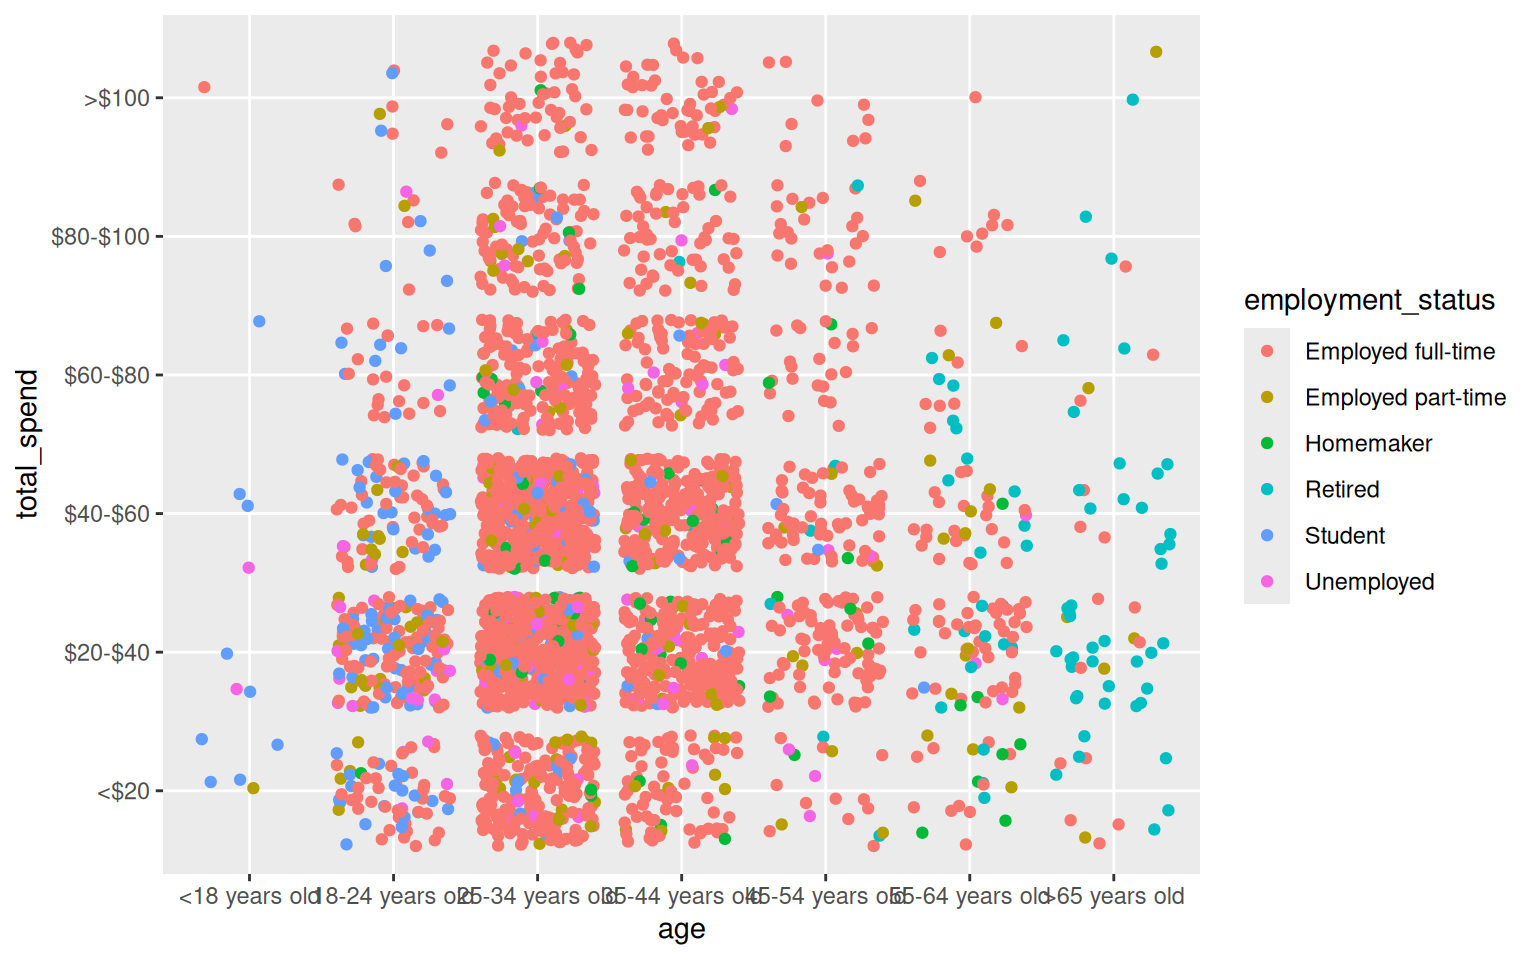 total_spend
>$100
$80-$100
$60-$80
$40-$60
$20-$40
<$20
<18 years old
18-24 years old
25-34 years old
35-44 years old
45-54 years old
55-64 years old
>65 years old
age
employment_status
Employed full-time
Employed part-time
Homemaker
Retired
Student
Unemployed